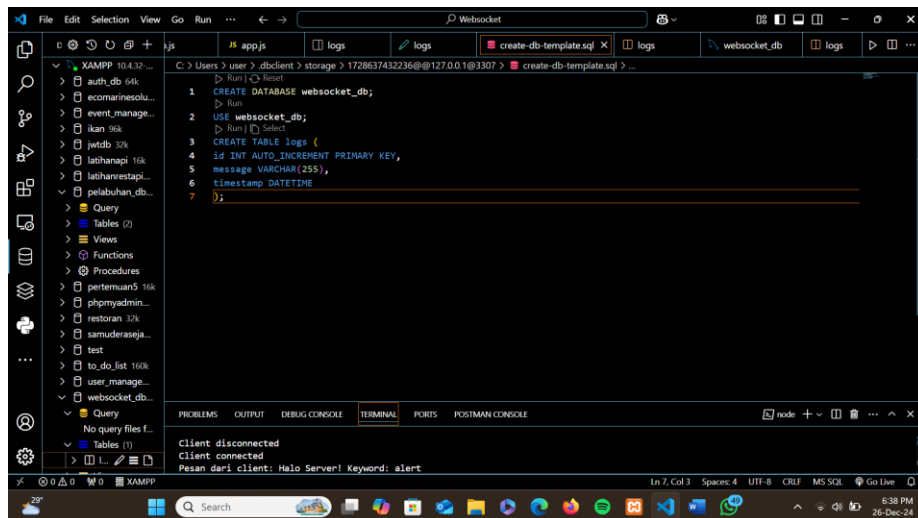 File Edit Selection View Go Run ··· ← → Websocket
.js JS app.js logs logs create-db-template.sql × logs websocket_db logs
XAMPP 10.4.32-...
C: > Users > user > .dbclient > storage > 1728637432236@@127.0.0.1@3307 > create-db-template.sql > ...
auth_db 64k
ecomarinesolu...
event_manage...
ikan 96k
jwtdb 32k
latihanapi 16k
latihanrestapi...
pelabuhan_db...
Query
Tables (2)
Views
Functions
Procedures
pertemuan5 16k
phpmyadmin...
restoran 32k
samuderaseja...
test
to_do_list 160k
user_manage...
websocket_db...
Query
No query files f...
Tables (1)
l...
Run | Reset
1 CREATE DATABASE websocket_db;
Run
2 USE websocket_db;
Run | Select
3 CREATE TABLE logs (
4 id INT AUTO_INCREMENT PRIMARY KEY,
5 message VARCHAR(255),
6 timestamp DATETIME
7 );
PROBLEMS OUTPUT DEBUG CONSOLE TERMINAL PORTS POSTMAN CONSOLE node
Client disconnected
Client connected
Pesan dari client: Halo Server! Keyword: alert
0 0 0 XAMPP Ln 7, Col 3 Spaces: 4 UTF-8 CRLF MS SQL Go Live
29° Search 49 6:38 PM
26-Dec-24